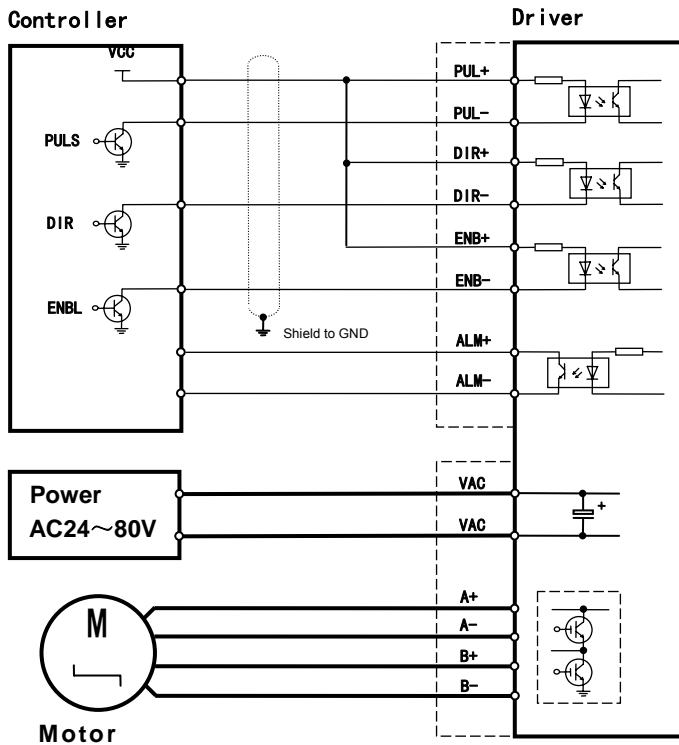 Controller
Driver
VCC
PULS
DIR
ENBL
PUL+
PUL-
DIR+
DIR-
ENB+
ENB-
Shield to GND
ALM+
ALM-
Power
AC24～80V
VAC
VAC
+
M
A+
A-
B+
B-
Motor